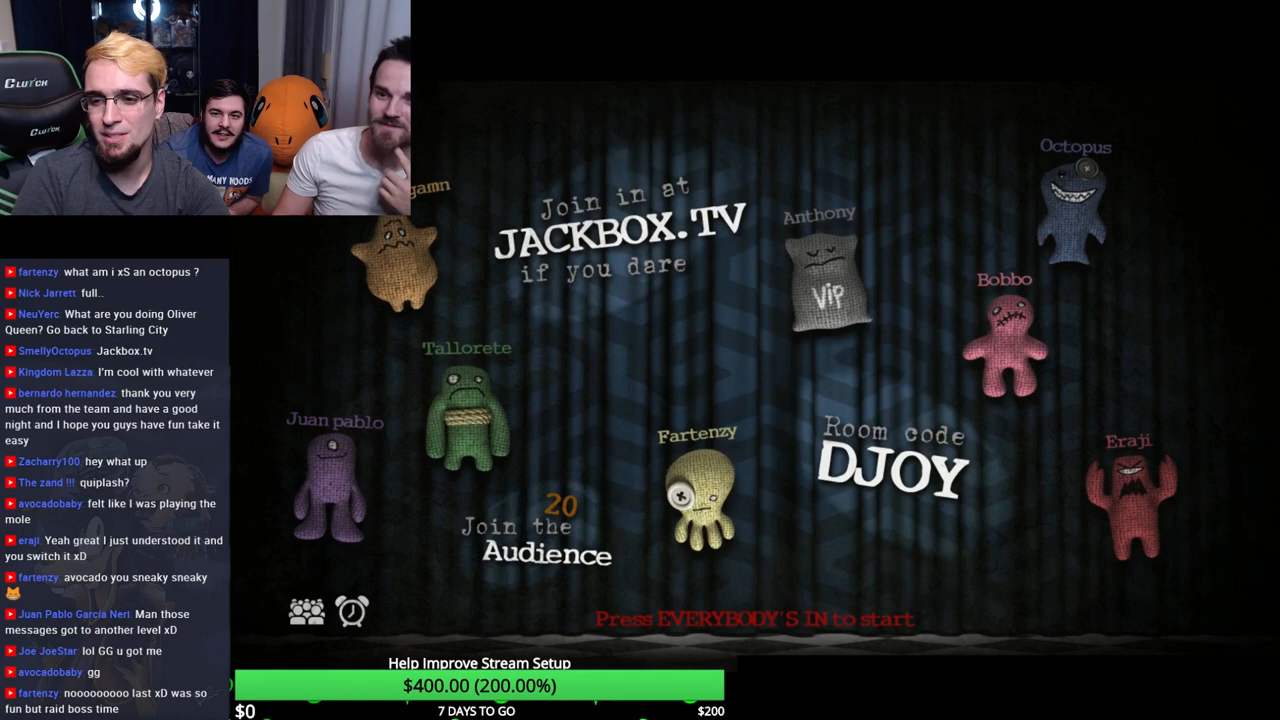 CLUTCH
CLUTCH
MANY NOODS
gamn
Join in at
JACKBOX.TV
if you dare
Anthony
VIP
Octopus
Bobbo
Tallorete
Juan pablo
Fartenzy
Room code
DJOY
Eraji
20
Join the
Audience
Press EVERYBODY'S IN to start
fartenzy what am i xS an octopus ?
Nick Jarrett full..
NeuYerc What are you doing Oliver
Queen? Go back to Starling City
SmellyOctopus Jackbox.tv
Kingdom Lazza I'm cool with whatever
bernardo hernandez thank you very
much from the team and have a good
night and I hope you guys have fun take it
easy
Zacharry100 hey what up
The zand !!! quiplash?
avocadobaby felt like I was playing the
mole
eraji Yeah great I just understood it and
you switch it xD
fartenzy avocado you sneaky sneaky
Juan Pablo García Neri Man those
messages got to another level xD
Joe JoeStar lol GG u got me
avocadobaby gg
fartenzy nooooooooo last xD was so
fun but raid boss time
Help Improve Stream Setup
$400.00 (200.00%)
$0
7 DAYS TO GO
$200